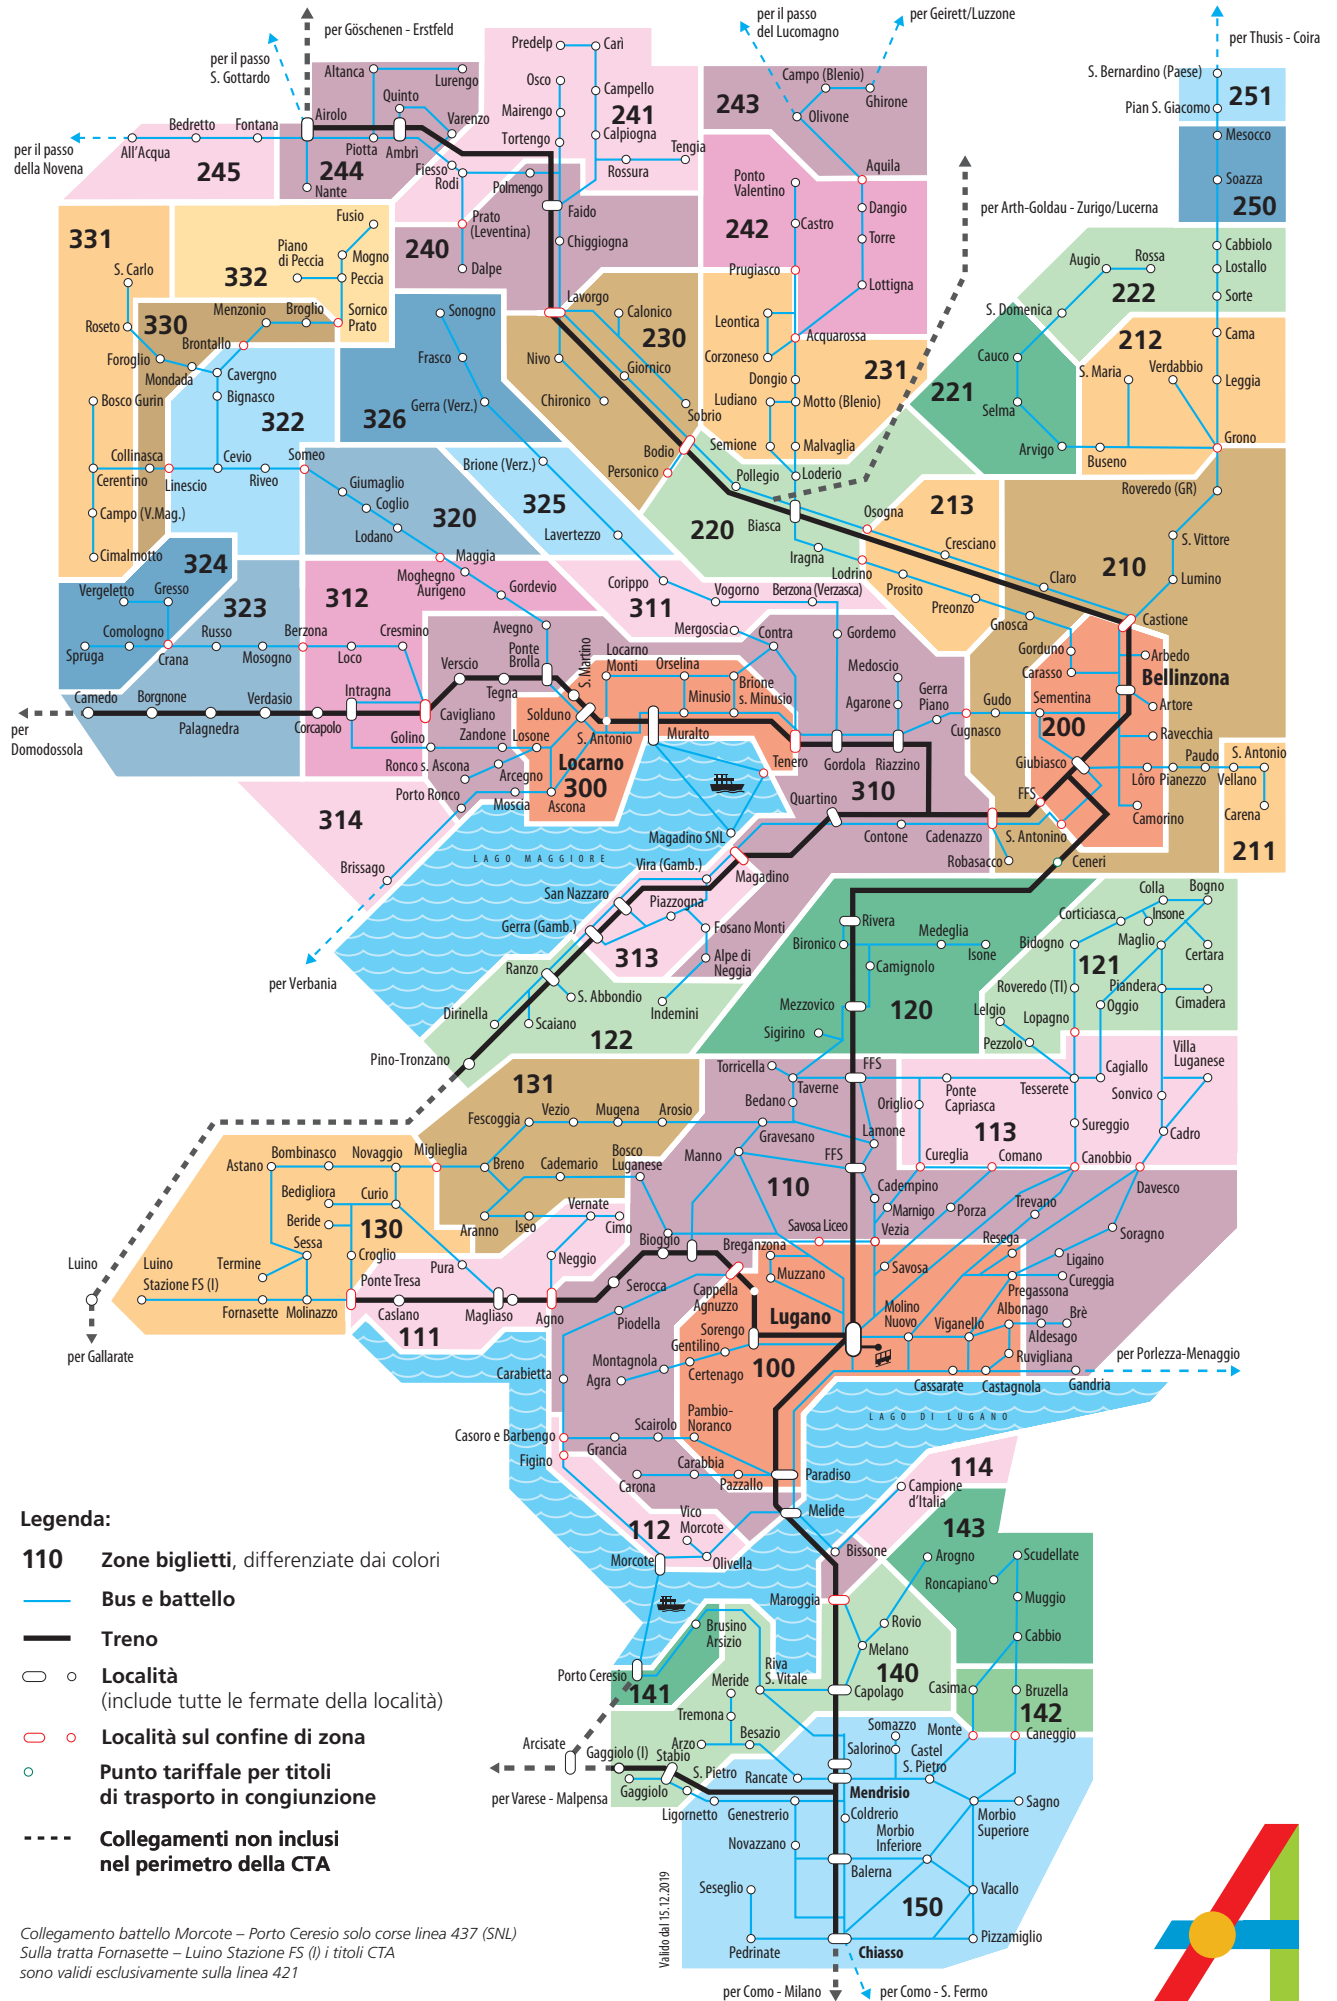 per Göschenen - Erstfeld
per il passo
S. Gottardo
per il passo
del Lucomagno
per Geirett/Luzzone
per Thusis - Coira
per il passo
della Novena
per Arth-Goldau - Zurigo/Lucerna
Predelp
Carì
Osco
Campello
241
Mairengo
Tortengo
Calpiogna
Tengia
Rossura
Altanca
Lurengo
Quinto
Airolo
Varenzo
Bedretto
Fontana
All'Acqua
Piotta
Ambrì
245
244
Nante
Fiesso
Rodi
Polmengo
Faido
Prato
(Leventina)
240
Chiggiogna
Dalpe
Lavorgo
243
Campo (Blenio)
Ghirone
Olivone
Aquila
Ponto
Valentino
Dangio
Castro
242
Torre
Prugiasco
Lottigna
Leontica
Acquarossa
Corzoneso
231
Dongio
Ludiano
Motto (Blenio)
Semione
Malvaglia
Loderio
S. Bernardino (Paese)
251
Pian S. Giacomo
Mesocco
Soazza
250
Cabbiolo
Augio
Rossa
Lostallo
222
Sorte
S. Domenica
Cama
212
Cauco
S. Maria
Verdabbio
Leggia
221
Selma
Grono
Arvigo
Buseno
Roveredo (GR)
S. Vittore
Lumino
210
331
S. Carlo
Fusio
Piano
di Peccia
Mogno
332
Peccia
330
Menzonio
Broglio
Sornico
Prato
Roseto
Brontallo
Foroglio
Mondada
Cavergno
Bignasco
Bosco Gurin
322
Collinasca
Cevio
Someo
Cerentino
Linescio
Riveo
Campo (V.Mag.)
Cimalmotto
Sonogno
Frasco
Gerra (Verz.)
326
Calonico
230
Nivo
Giornico
Chironico
Sobrio
Bodio
Personico
Brione (Verz.)
325
Lavertezzo
Pollegio
Biasca
220
Iragna
Osogna
213
Cresciano
Lodrino
Claro
Prosito
Preonzo
Gnosca
Castione
Giumaglio
Coglio
320
Lodano
Maggia
Moghegno
Aurigeno
Gordevio
324
Vergeletto
Gresso
323
Comologno
Russo
Spruga
Crana
Mosogno
312
Berzona
Cresmino
Loco
Corippo
311
Vogorno
Berzona (Verzasca)
Mergoscia
Contra
Gordemo
Avegno
Ponte
Brolla
S. Martino
Locarno
Monti
Orselina
Verscio
Tegna
Minusio
Brione
s. Minusio
Medoscio
Agarone
Gerra
Piano
Gorduno
Carasso
Arbedo
Bellinzona
Camedo
Borgnone
Palagnedra
Verdasio
Corcapolo
Intragna
per
Domodossola
Cavigliano
Golino
Zandone
Losone
Solduno
S. Antonio
Muralto
Ronco s. Ascona
Arcegno
Locarno
300
Porto Ronco
Moscia
Ascona
Tenero
Gordola
Riazzino
Gudo
Cugnasco
Sementina
200
Artore
Ravecchia
Giubiasco
Lôro
Pianezzo
Paudo
S. Antonio
Vellano
Carena
Camorino
211
FFS
S. Antonino
Ceneri
310
Quartino
Contone
Cadenazzo
Robasacco
314
Brissago
LAGO MAGGIORE
Magadino SNL
Magadino
Vira (Gamb.)
San Nazzaro
Piazzogna
Gerra (Gamb.)
Fosano Monti
313
Alpe di
Neggia
Ranzo
S. Abbondio
Indemini
Dirinella
Scaiano
122
per Verbania
Pino-Tronzano
Rivera
Bironico
Medeglia
Isone
Camignolo
Mezzovico
120
Sigirino
Colla
Bogno
Corticiasca
Insone
Bidogno
Maglio
Certara
121
Roveredo (TI)
Piandera
Cimadera
Lelgio
Oggio
Lopagno
Pezzolo
Villa
Luganese
Cagiallo
Tesserete
Sonvico
Ponte
Capriasca
Sureggio
Cadro
113
Torricella
Taverne
FFS
Bedano
Origlio
Lamone
Gravesano
Manno
FFS
Cureglia
Comano
Canobbio
110
Cadempino
Davesco
Marnigo
Porza
Trevano
Savosa Liceo
Vezia
Soragno
Resega
Ligaino
Cureggia
131
Fescoggia
Vezio
Mugena
Arosio
Miglieglia
Breno
Cademario
Bosco
Luganese
Aranno
Iseo
Vernate
Cimo
Bombinasco
Novaggio
Astano
Bedigliora
Curio
Beride
130
Sessa
Croglio
Pura
Neggio
Termine
Luino
Luino
Stazione FS (I)
Ponte Tresa
Fornasette
Molinazzo
Caslano
Magliaso
Agno
111
per Gallarate
Bioggio
Serocca
Breganzona
Muzzano
Savosa
Cappella
Agnuzzo
Piodella
Lugano
Sorengo
Molino
Nuovo
Viganello
Pregassona
Albonago
Brè
Aldesago
Ruvigliana
Gentilino
Montagnola
100
Agra
Certenago
Cassarate
Castagnola
Gandria
per Porlezza-Menaggio
Carabietta
LAGO DI LUGANO
Pambio-
Noranco
Scairolo
Casoro e Barbengo
Grancia
Figino
Carabbia
Carona
Pazzallo
Paradiso
Melide
Vico
Morcote
112
Morcote
Olivella
114
Campione
d'Italia
Bissone
143
Arogno
Scudellate
Roncapiano
Muggio
Maroggia
Rovio
Cabbio
Melano
140
Capolago
Casima
Bruzella
142
Monte
Caneggio
Brusino
Arsizio
Porto Ceresio
141
Riva
S. Vitale
Meride
Tremona
Besazio
Arzo
Arcisate
Gaggiolo (I)
Stabio
S. Pietro
Gaggiolo
per Varese - Malpensa
Ligornetto
Somazzo
Salorino
Castel
S. Pietro
Rancate
Mendrisio
Genestrerio
Coldrerio
Morbio
Superiore
Sagno
Morbio
Inferiore
Novazzano
Balerna
Seseglio
Vacallo
150
Pedrinate
Chiasso
Pizzamiglio
per Como - Milano
per Como - S. Fermo
Valido dal 15.12.2019
Legenda:
110 Zone biglietti, differenziate dai colori
Bus e battello
Treno
Località
(include tutte le fermate della località)
Località sul confine di zona
Punto tariffale per titoli
di trasporto in congiunzione
Collegamenti non inclusi
nel perimetro della CTA
Collegamento battello Morcote – Porto Ceresio solo corse linea 437 (SNL)
Sulla tratta Fornasette – Luino Stazione FS (I) i titoli CTA
sono validi esclusivamente sulla linea 421